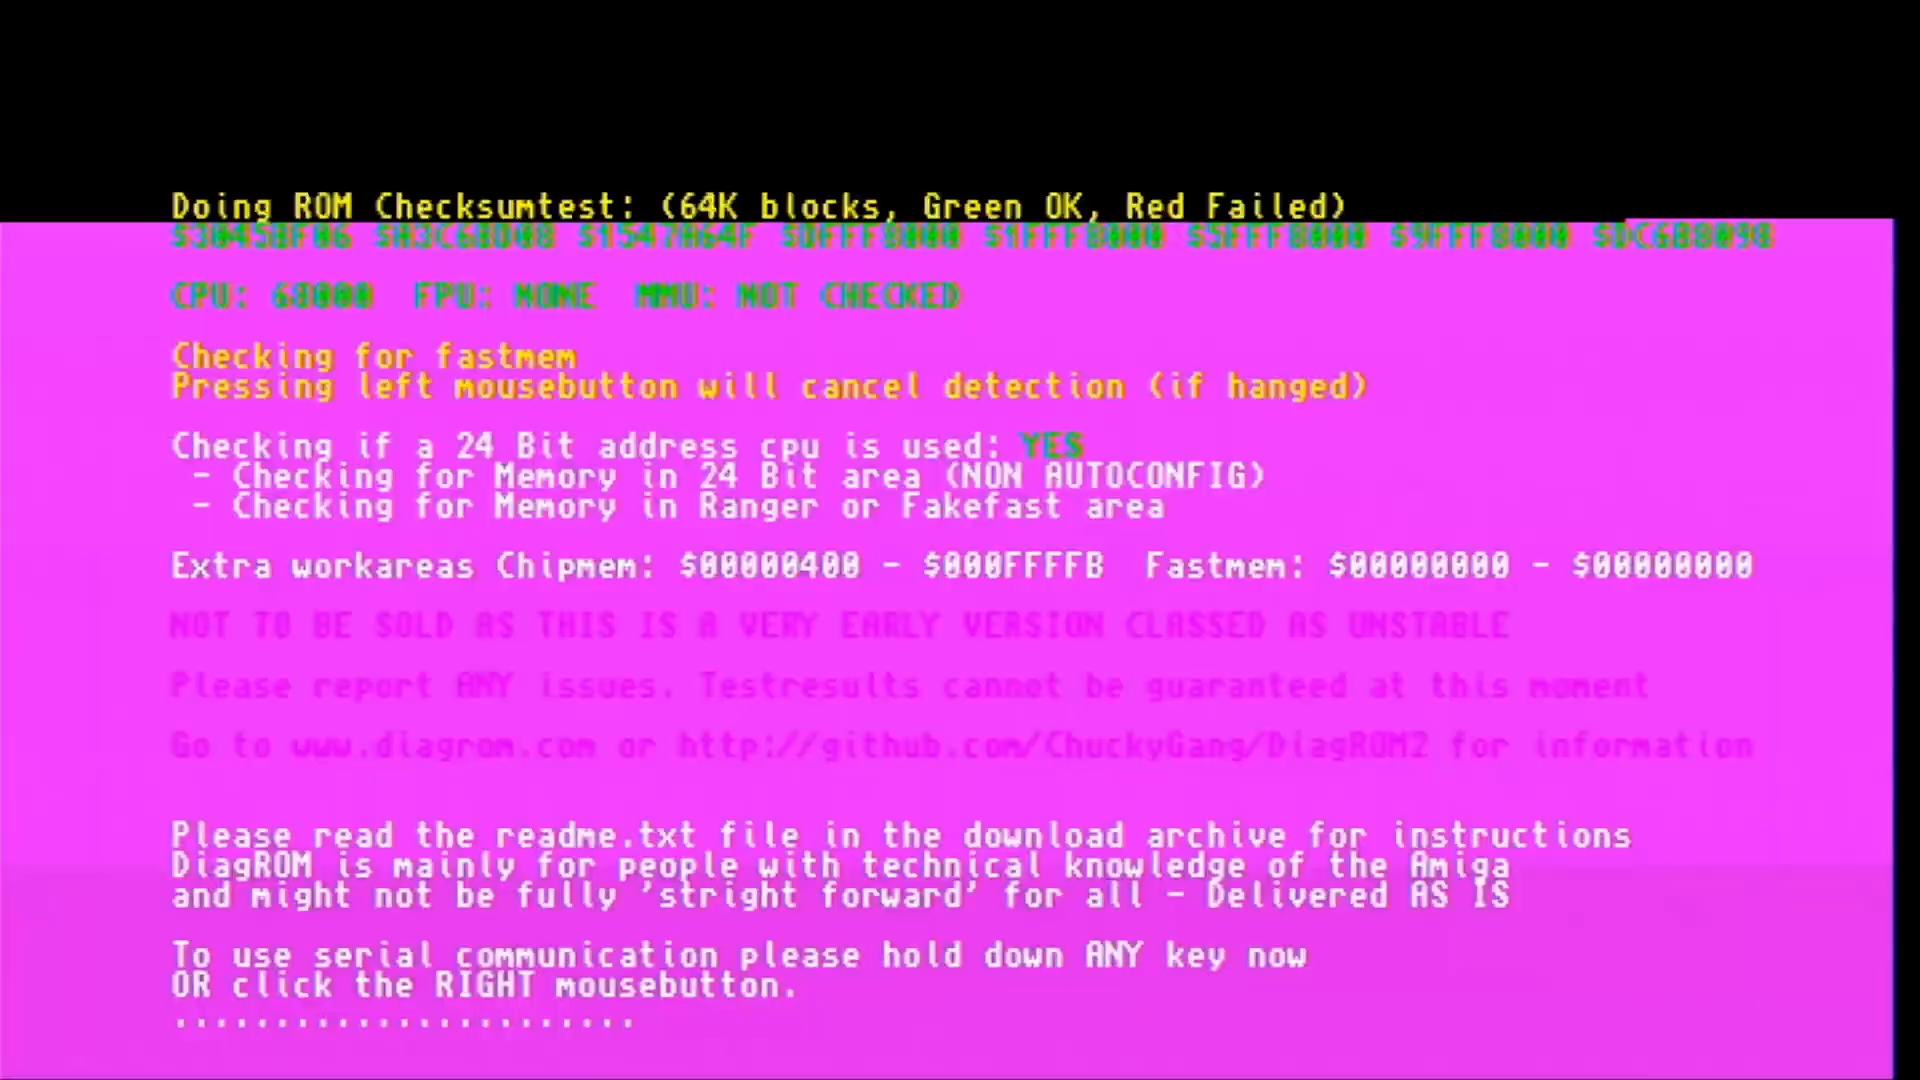 Doing ROM Checksumtest: (64K blocks, Green OK, Red Failed)
$1547A64F $0FFFB000 $1FFFB000 $5FFFB000 $9FFFB000
CPU: 68000 FPU: NONE MMU: NOT CHECKED
Checking for fastmem
Pressing left mousebutton will cancel detection (if hanged)
Checking if a 24 Bit address cpu is used: YES
- Checking for Memory in 24 Bit area (NON AUTOCONFIG)
- Checking for Memory in Ranger or Fakefast area
Extra workareas Chipmem: $00000400 - $000FFFFB Fastmem: $00000000 - $00000000
NOT TO BE SOLD AS THIS IS A VERY EARLY VERSION CLASSED AS UNSTABLE
Please report ANY issues. Testresults cannot be guaranteed at this moment
Go to www.diagrom.com or http://github.com/ChuckyGang/DiagROM2 for information
Please read the readme.txt file in the download archive for instructions
DiagROM is mainly for people with technical knowledge of the Amiga
and might not be fully 'stright forward' for all - Delivered AS IS
To use serial communication please hold down ANY key now
OR click the RIGHT mousebutton.
.......................